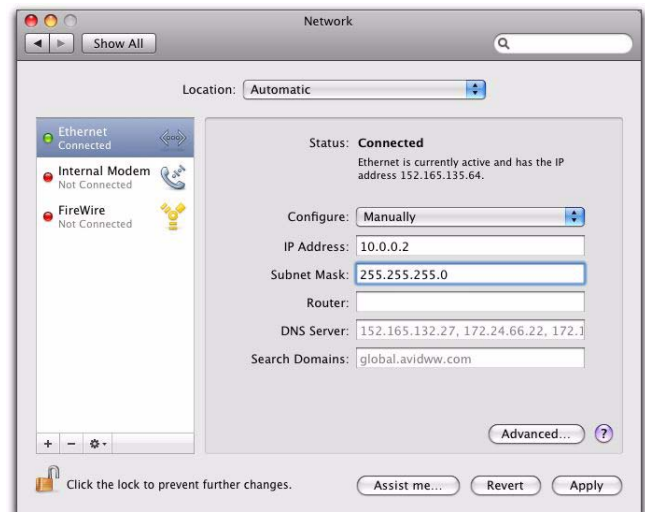 Network
Show All
Location: Automatic
Ethernet
Connected
Internal Modem
Not Connected
FireWire
Not Connected
Status: Connected
Ethernet is currently active and has the IP
address 152.165.135.64.
Configure: Manually
IP Address: 10.0.0.2
Subnet Mask: 255.255.255.0
Router:
DNS Server: 152.165.132.27, 172.24.66.22, 172.1
Search Domains: global.avidww.com
Advanced... ?
+ −
Click the lock to prevent further changes.
Assist me... Revert Apply